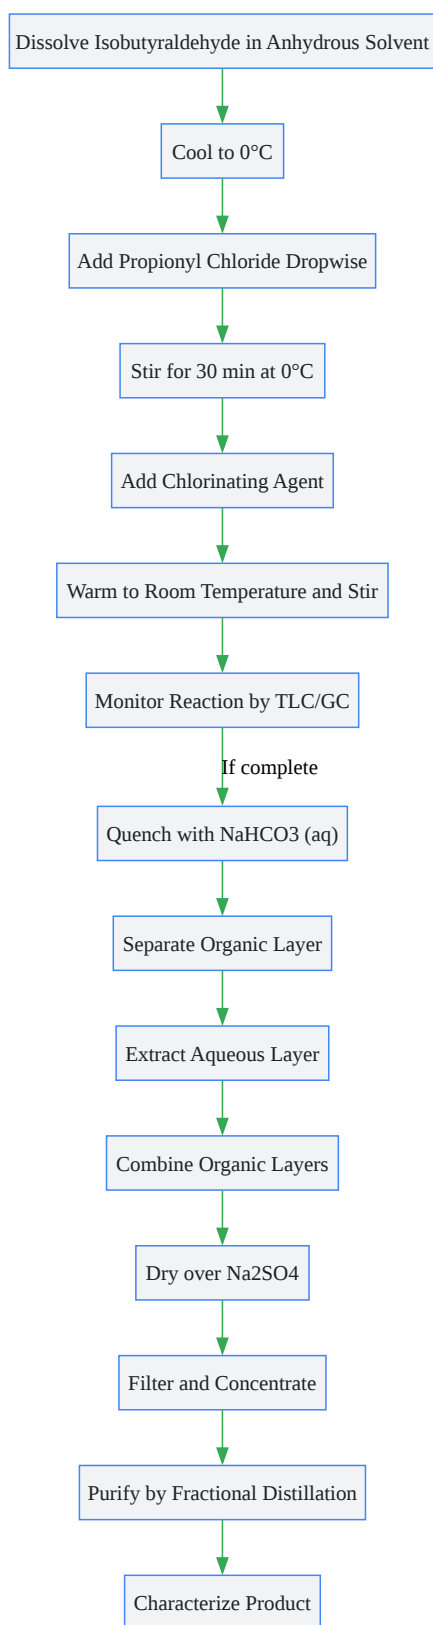 Dissolve Isobutyraldehyde in Anhydrous Solvent
Cool to 0°C
Add Propionyl Chloride Dropwise
Stir for 30 min at 0°C
Add Chlorinating Agent
Warm to Room Temperature and Stir
Monitor Reaction by TLC/GC
If complete
Quench with NaHCO3 (aq)
Separate Organic Layer
Extract Aqueous Layer
Combine Organic Layers
Dry over Na2SO4
Filter and Concentrate
Purify by Fractional Distillation
Characterize Product